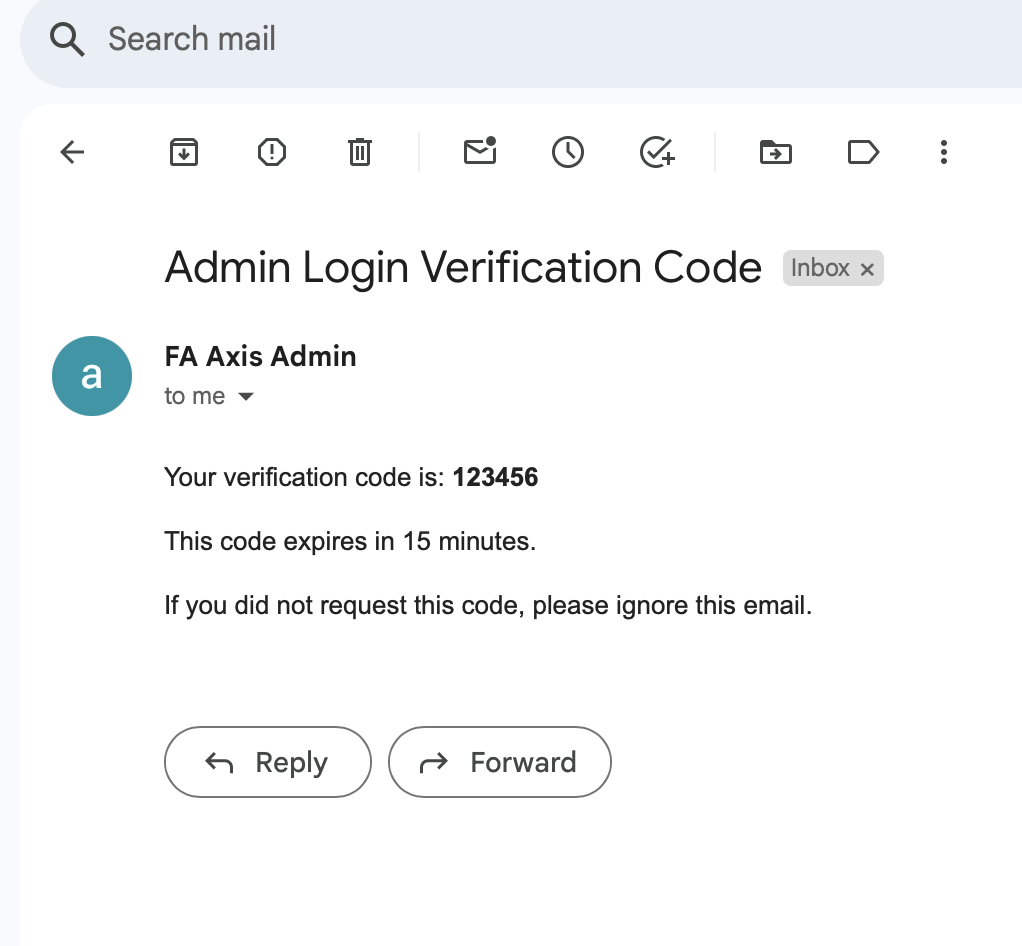 Search mail
Admin Login Verification Code Inbox ×
a
FA Axis Admin
to me
Your verification code is: 123456
This code expires in 15 minutes.
If you did not request this code, please ignore this email.
Reply Forward